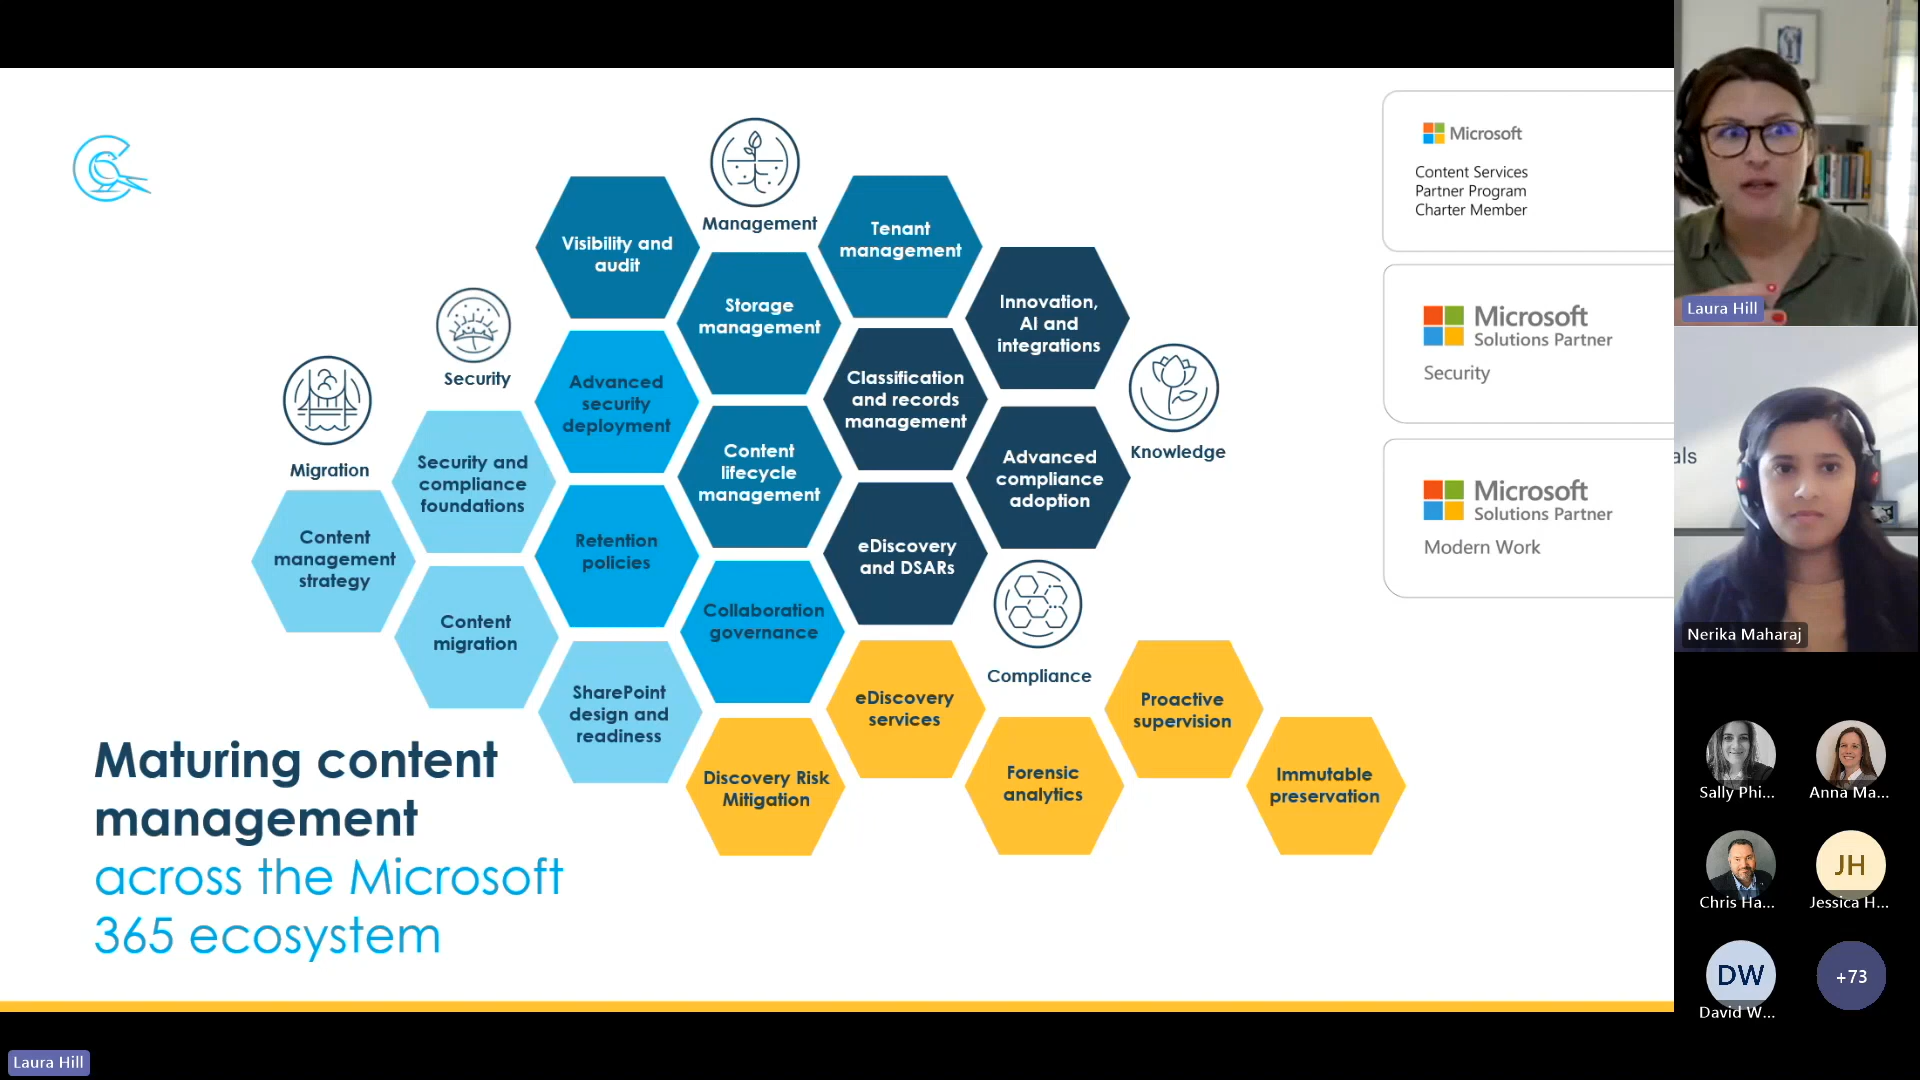 Management
Visibility and
audit
Tenant
management
Storage
management
Innovation,
AI and
integrations
Security
Advanced
security
deployment
Classification
and records
management
Knowledge
Migration
Security and
compliance
foundations
Content
lifecycle
management
Advanced
compliance
adoption
Content
management
strategy
Retention
policies
eDiscovery
and DSARs
Content
migration
Collaboration
governance
Compliance
SharePoint
design and
readiness
eDiscovery
services
Proactive
supervision
Discovery Risk
Mitigation
Forensic
analytics
Immutable
preservation
Maturing content
management
across the Microsoft
365 ecosystem
Microsoft
Content Services
Partner Program
Charter Member
Microsoft
Solutions Partner
Security
Microsoft
Solutions Partner
Modern Work
als
Laura Hill
Nerika Maharaj
Sally Phi...
Anna Ma...
Chris Ha...
JH
Jessica H...
DW
David W...
+73
Laura Hill